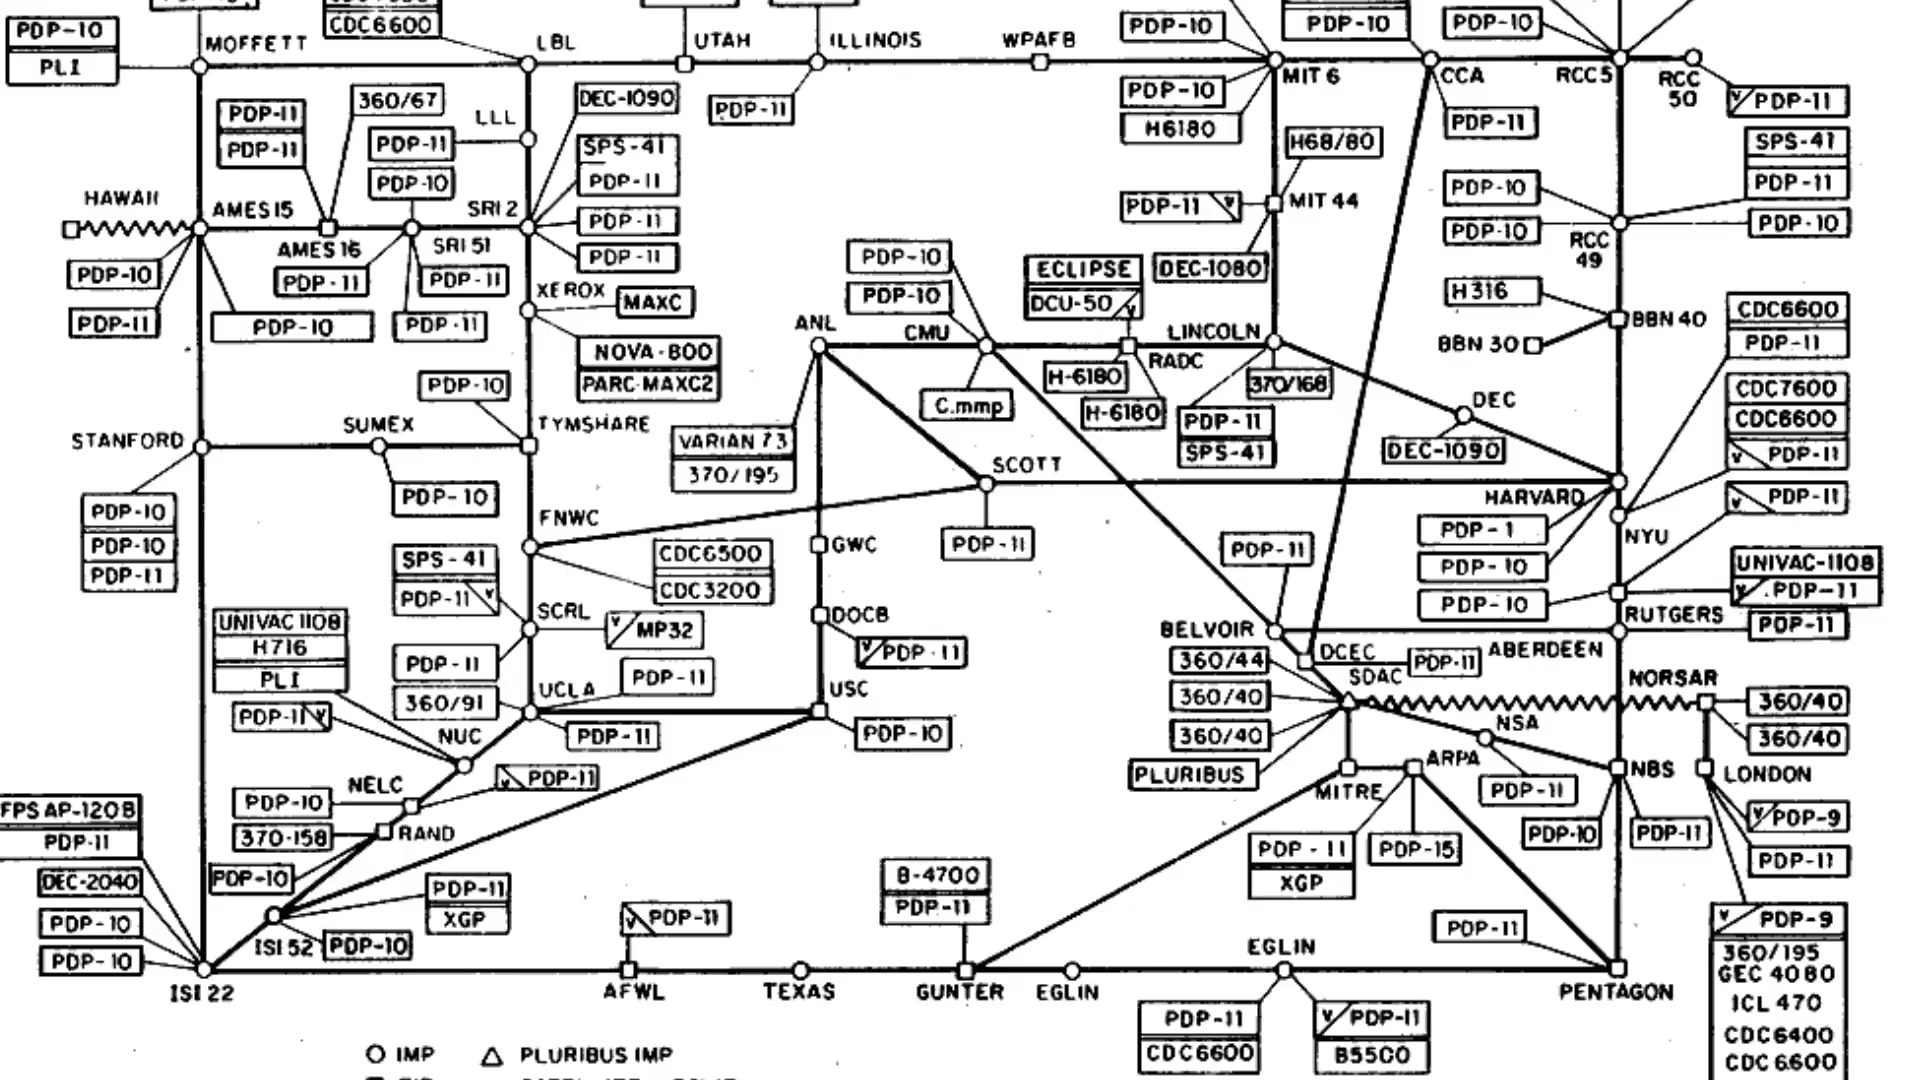 CDC6600
PDP-10
PLI
MOFFETT
LBL
UTAH
ILLINOIS
WPAFB
PDP-10
PDP-10
PDP-10
MIT 6
CCA
RCC5
RCC
50
PDP-11
PDP-11
PDP-11
360/67
LLL
PDP-11
DEC-1090
PDP-11
PDP-10
H6180
PDP-11
H68/80
SPS-41
PDP-11
SPS-41
PDP-11
PDP-10
PDP-10
PDP-10
RCC
49
HAWAII
AMES15
AMES16
SRI 51
SRI 2
PDP-11
PDP-11
PDP-11
MIT 44
DEC-1080
PDP-10
PDP-11
PDP-10
PDP-11
PDP-11
PDP-11
XEROX
MAXC
NOVA-800
PARC-MAXC2
PDP-10
PDP-10
ECLIPSE
DCU-50
H316
BBN 40
BBN 30
CDC6600
PDP-11
ANL
CMU
RADC
LINCOLN
H-6180
H-6180
370/168
C.mmp
PDP-11
SPS-41
DEC
DEC-1090
CDC7600
CDC6600
PDP-11
PDP-11
STANFORD
SUMEX
TYMSHARE
PDP-10
VARIAN 73
370/195
SCOTT
HARVARD
PDP-10
PDP-10
PDP-11
PDP-10
FNWC
CDC6500
CDC3200
GWC
PDP-11
PDP-1
PDP-10
PDP-10
NYU
UNIVAC-1108
PDP-11
RUTGERS
PDP-11
SPS-41
PDP-11
SCRL
MP32
DOCB
PDP-11
PDP-11
BELVOIR
DCEC
PDP-11
ABERDEEN
UNIVAC 1108
H716
PLI
PDP-11
PDP-11
360/91
UCLA
PDP-11
PDP-11
USC
PDP-10
360/44
360/40
360/40
PLURIBUS
SDAC
NORSAR
360/40
360/40
NUC
NSA
PDP-11
NBS
PDP-10
PDP-11
LONDON
NELC
PDP-11
PDP-10
370-158
RAND
PDP-10
MITRE
ARPA
PDP-11
XGP
PDP-15
PDP-9
PDP-11
FPS AP-120B
PDP-11
DEC-2040
PDP-10
PDP-10
PDP-11
XGP
ISI 52
PDP-10
PDP-11
B-4700
PDP-11
PDP-11
PDP-9
360/195
GEC 4080
ICL 470
CDC6400
CDC6600
ISI 22
AFWL
TEXAS
GUNTER
EGLIN
EGLIN
PENTAGON
PDP-11
CDC6600
PDP-11
B5500
IMP
PLURIBUS IMP